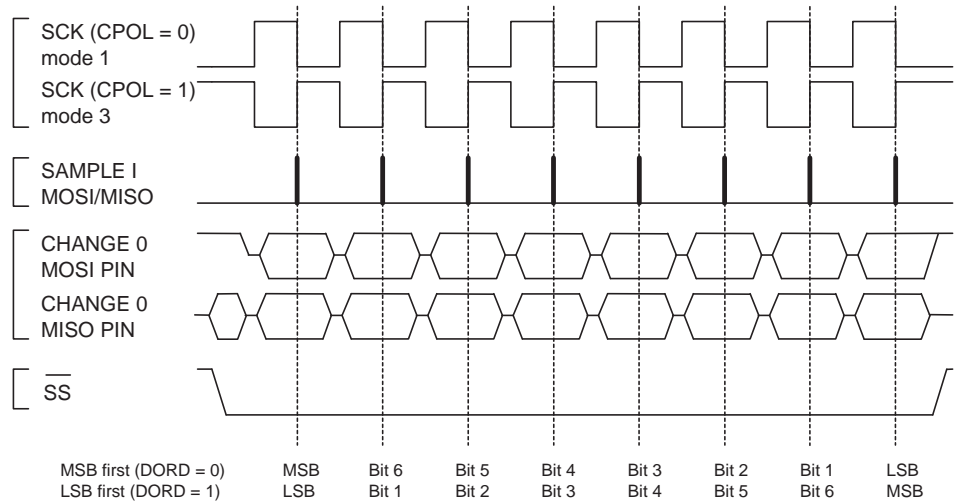 SCK (CPOL = 0)
mode 1
SCK (CPOL = 1)
mode 3
SAMPLE I
MOSI/MISO
CHANGE 0
MOSI PIN
CHANGE 0
MISO PIN
SS
MSB first (DORD = 0) MSB Bit 6 Bit 5 Bit 4 Bit 3 Bit 2 Bit 1 LSB
LSB first (DORD = 1) LSB Bit 1 Bit 2 Bit 3 Bit 4 Bit 5 Bit 6 MSB